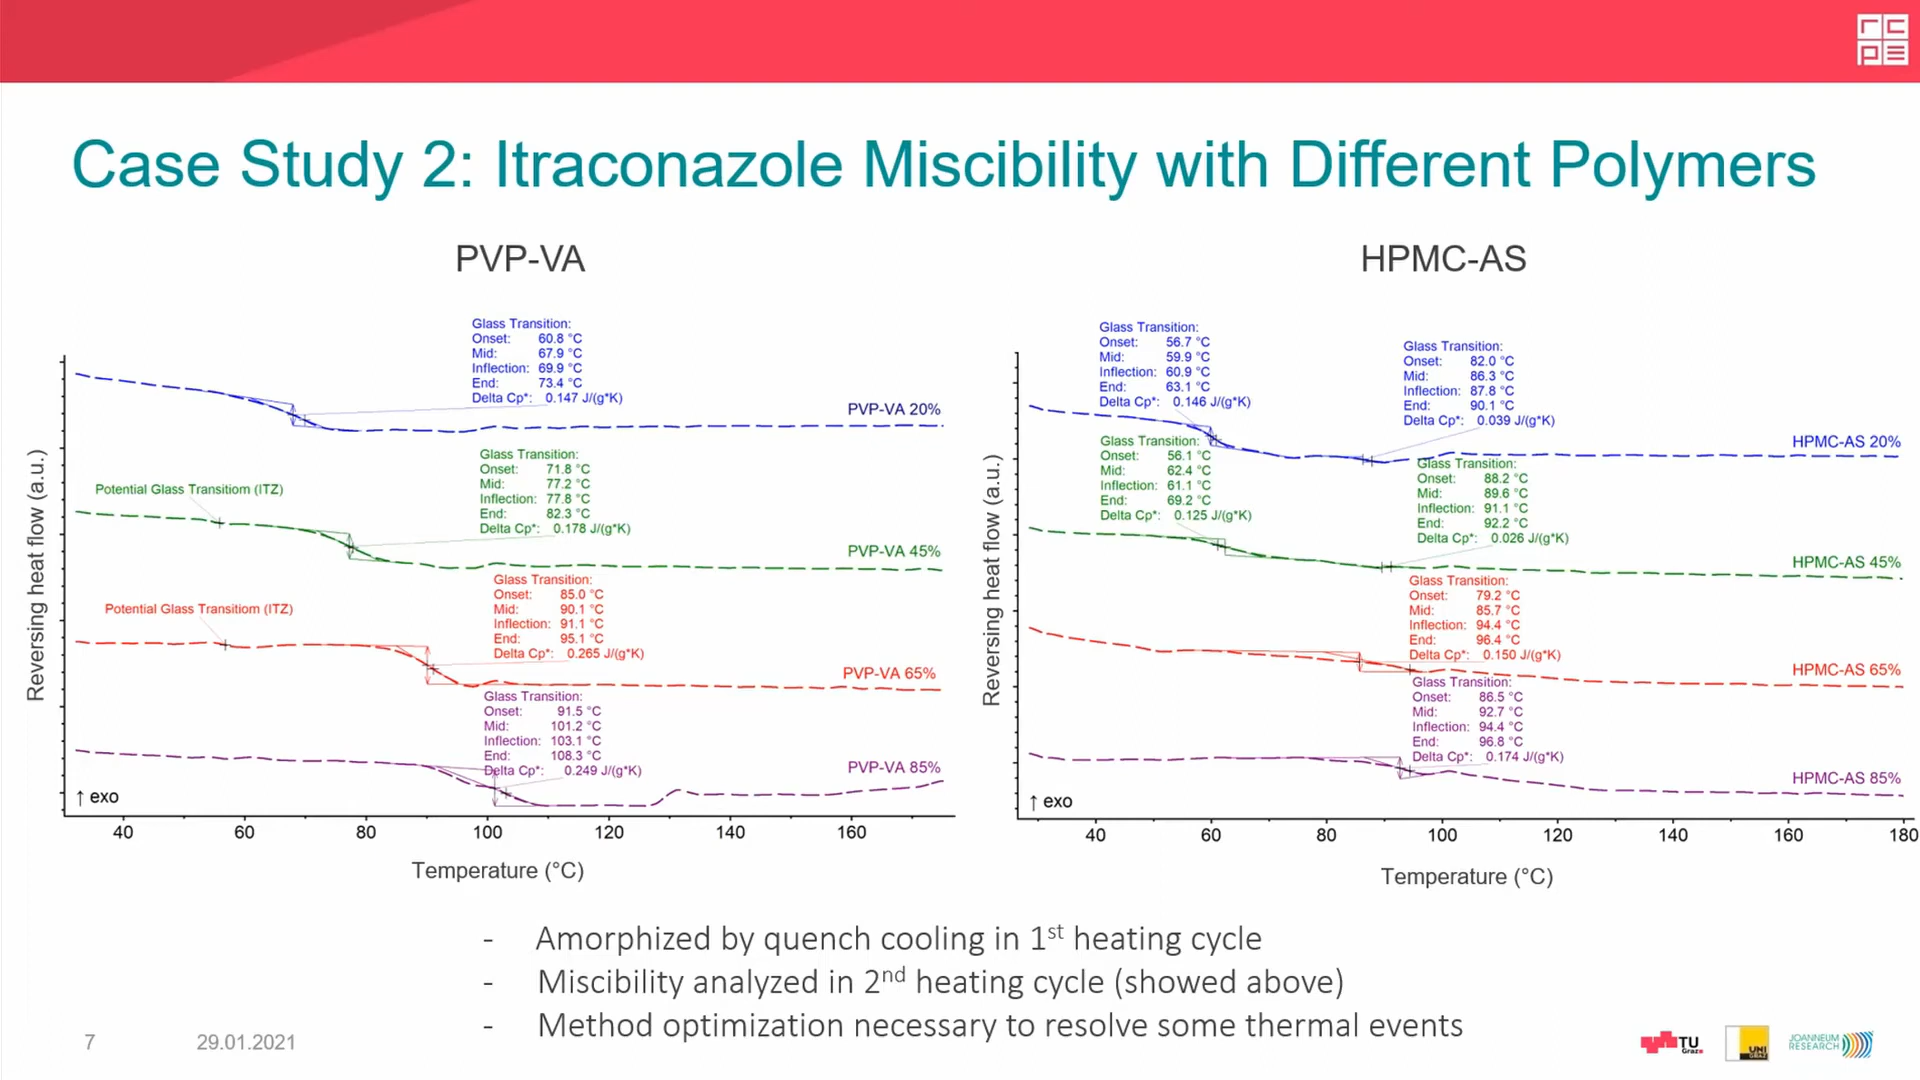 rc
pe
Case Study 2: Itraconazole Miscibility with Different Polymers
PVP-VA
Glass Transition:
Onset: 60.8 °C
Mid: 67.9 °C
Inflection: 69.9 °C
End: 73.4 °C
Delta Cp*: 0.147 J/(g*K)
PVP-VA 20%
Glass Transition:
Onset: 71.8 °C
Mid: 77.2 °C
Inflection: 77.8 °C
End: 82.3 °C
Delta Cp*: 0.178 J/(g*K)
Potential Glass Transitiom (ITZ)
PVP-VA 45%
Glass Transition:
Onset: 85.0 °C
Mid: 90.1 °C
Inflection: 91.1 °C
End: 95.1 °C
Delta Cp*: 0.265 J/(g*K)
Potential Glass Transitiom (ITZ)
PVP-VA 65%
Glass Transition:
Onset: 91.5 °C
Mid: 101.2 °C
Inflection: 103.1 °C
End: 108.3 °C
Delta Cp*: 0.249 J/(g*K)
PVP-VA 85%
↑ exo
Reversing heat flow (a.u.)
40 60 80 100 120 140 160
Temperature (°C)
HPMC-AS
Glass Transition:
Onset: 56.7 °C
Mid: 59.9 °C
Inflection: 60.9 °C
End: 63.1 °C
Delta Cp*: 0.146 J/(g*K)
Glass Transition:
Onset: 82.0 °C
Mid: 86.3 °C
Inflection: 87.8 °C
End: 90.1 °C
Delta Cp*: 0.039 J/(g*K)
HPMC-AS 20%
Glass Transition:
Onset: 56.1 °C
Mid: 62.4 °C
Inflection: 61.1 °C
End: 69.2 °C
Delta Cp*: 0.125 J/(g*K)
Glass Transition:
Onset: 88.2 °C
Mid: 89.6 °C
Inflection: 91.1 °C
End: 92.2 °C
Delta Cp*: 0.026 J/(g*K)
HPMC-AS 45%
Glass Transition:
Onset: 79.2 °C
Mid: 85.7 °C
Inflection: 94.4 °C
End: 96.4 °C
Delta Cp*: 0.150 J/(g*K)
HPMC-AS 65%
Glass Transition:
Onset: 86.5 °C
Mid: 92.7 °C
Inflection: 94.4 °C
End: 96.8 °C
Delta Cp*: 0.174 J/(g*K)
HPMC-AS 85%
↑ exo
Reversing heat flow (a.u.)
40 60 80 100 120 140 160 180
Temperature (°C)
- Amorphized by quench cooling in 1st heating cycle
- Miscibility analyzed in 2nd heating cycle (showed above)
- Method optimization necessary to resolve some thermal events
7 29.01.2021
TU
Graz
UNI
GRAZ
JOANNEUM
RESEARCH